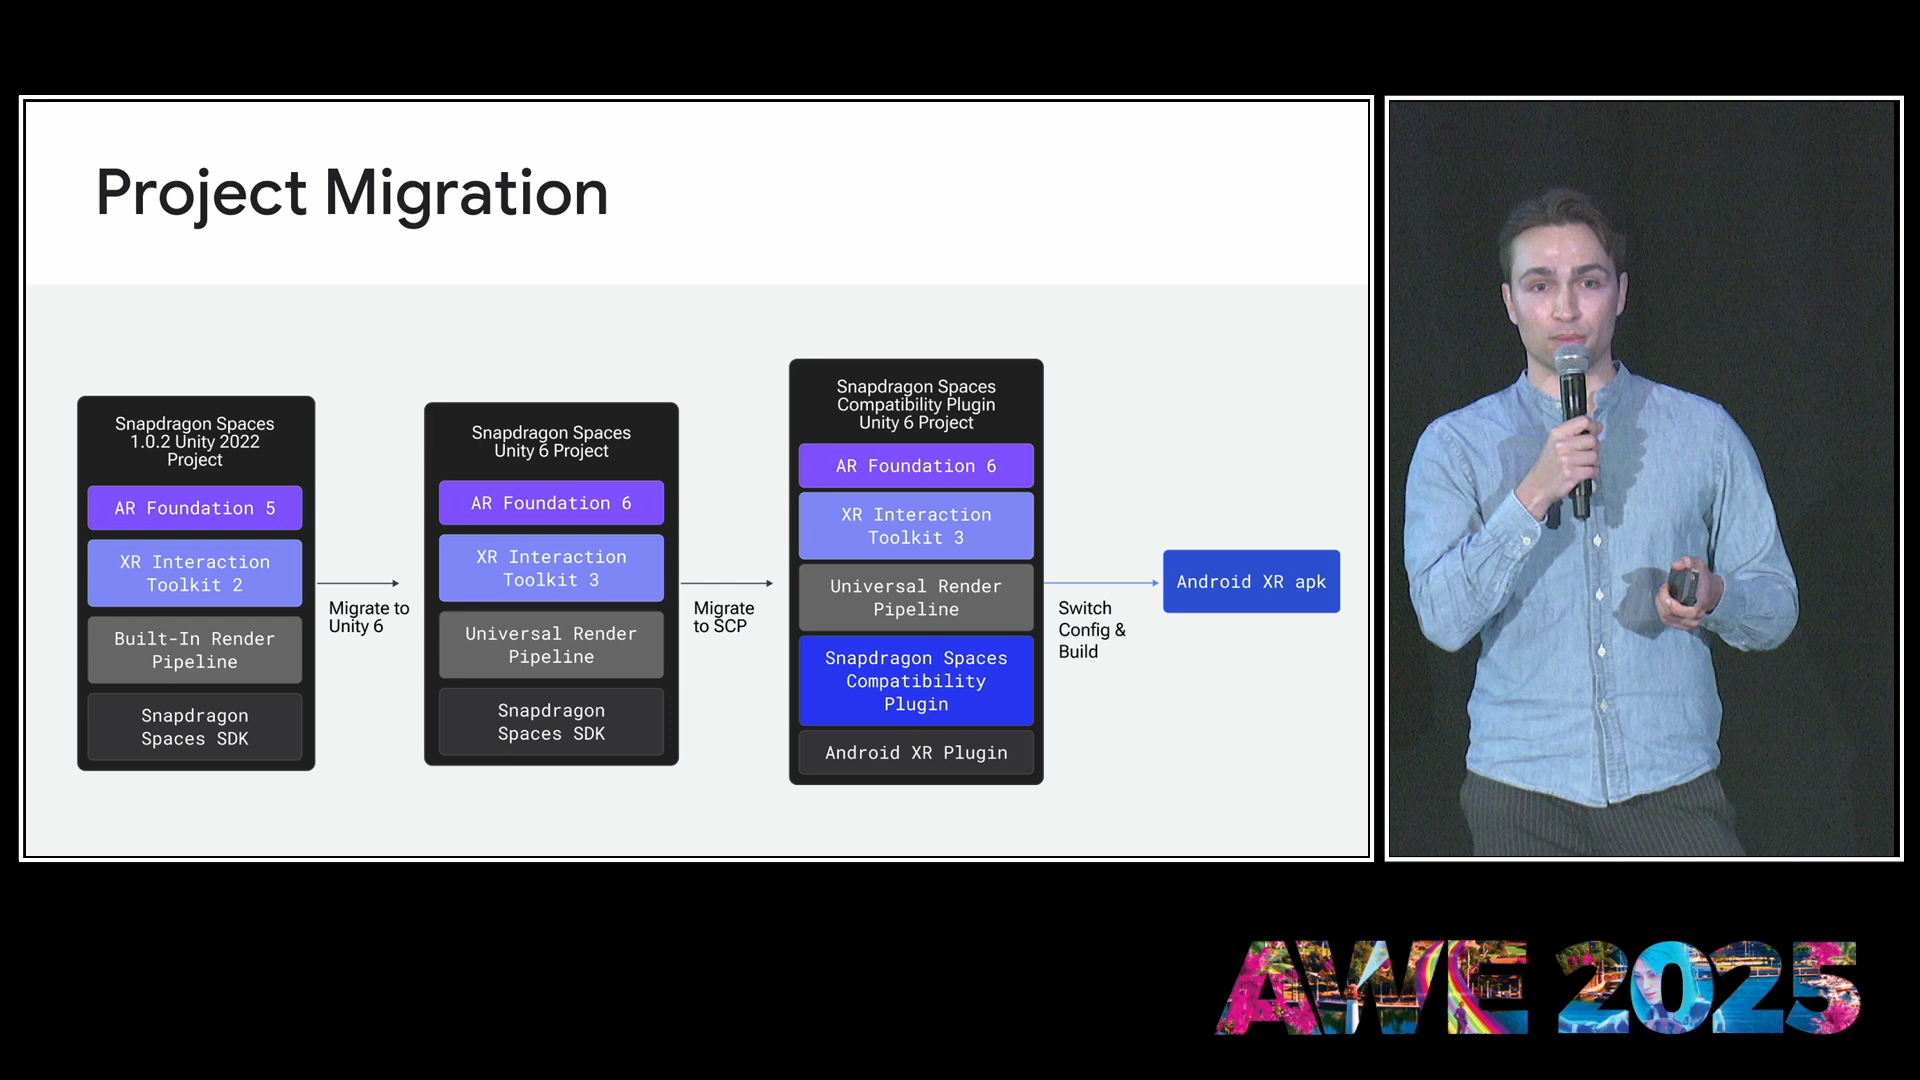 Project Migration
Snapdragon Spaces
1.0.2 Unity 2022
Project
AR Foundation 5
XR Interaction
Toolkit 2
Built-In Render
Pipeline
Snapdragon
Spaces SDK
Migrate to
Unity 6
Snapdragon Spaces
Unity 6 Project
AR Foundation 6
XR Interaction
Toolkit 3
Universal Render
Pipeline
Snapdragon
Spaces SDK
Migrate
to SCP
Snapdragon Spaces
Compatibility Plugin
Unity 6 Project
AR Foundation 6
XR Interaction
Toolkit 3
Universal Render
Pipeline
Snapdragon Spaces
Compatibility
Plugin
Android XR Plugin
Switch
Config &
Build
Android XR apk
AWE 2025